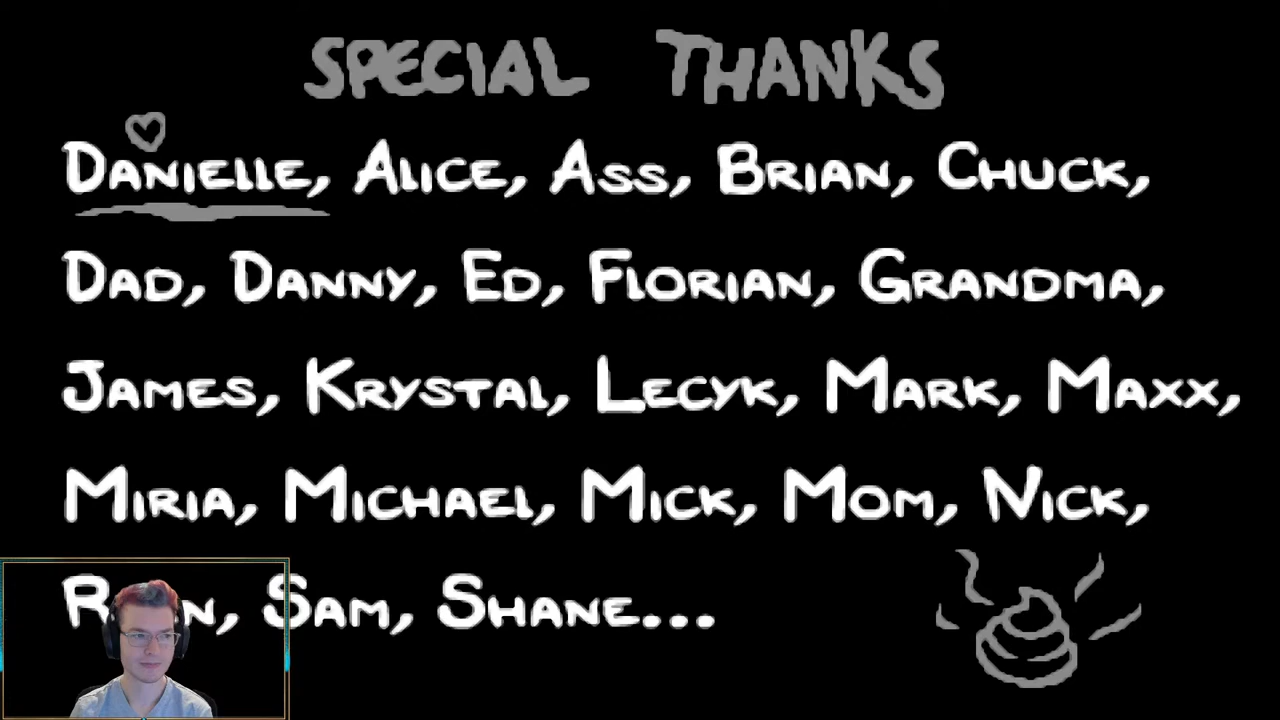 SPECIAL THANKS
DANIELLE, ALICE, ASS, BRIAN, CHUCK,
DAD, DANNY, ED, FLORIAN, GRANDMA,
JAMES, KRYSTAL, LECYK, MARK, MAXX,
MIRIA, MICHAEL, MICK, MOM, NICK,
SAM, SHANE...